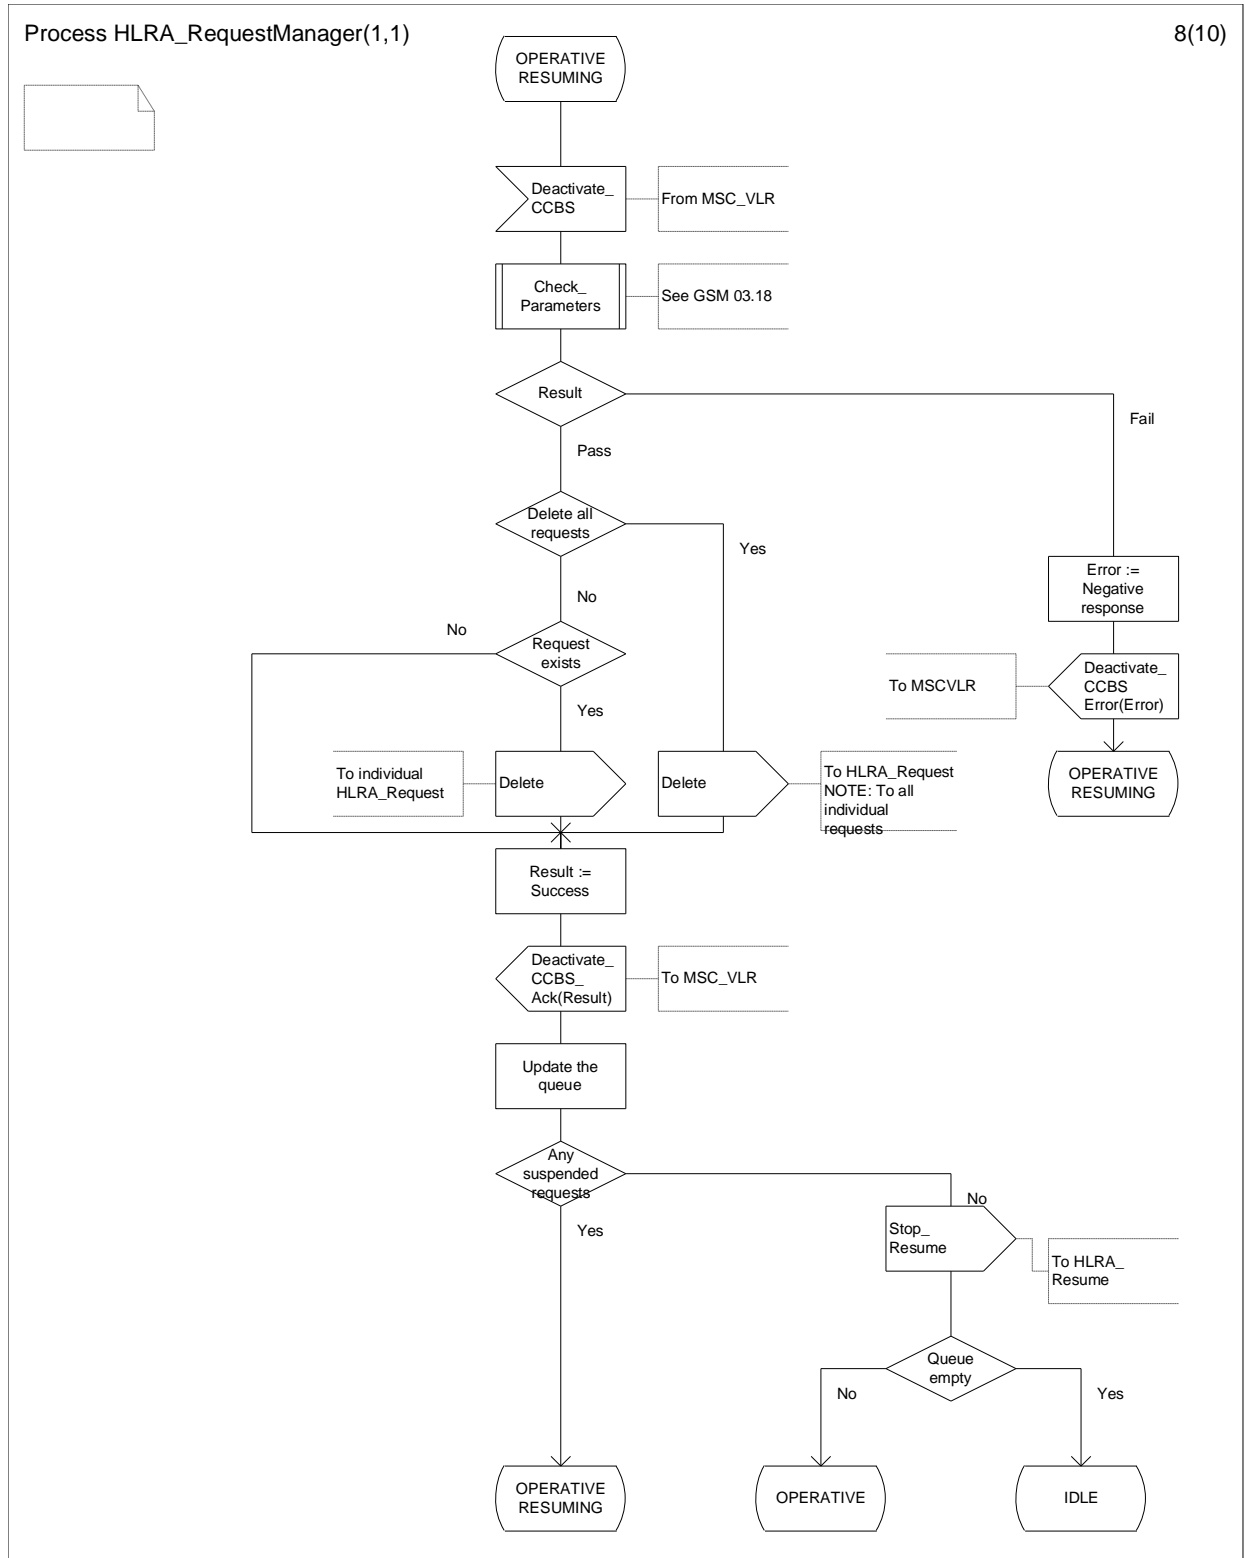 Process HLRA_RequestManager(1,1)
8(10)
OPERATIVE
RESUMING
Deactivate_
CCBS
From MSC_VLR
Check_
Parameters
See GSM 03.18
Result
Fail
Pass
Delete all
requests
Yes
No
Error :=
Negative
response
No
Request
exists
To MSCVLR
Deactivate_
CCBS
Error(Error)
Yes
To individual
HLRA_Request
Delete
Delete
To HLRA_Request
NOTE: To all
individual
requests
OPERATIVE
RESUMING
Result :=
Success
Deactivate_
CCBS_
Ack(Result)
To MSC_VLR
Update the
queue
Any
suspended
requests
No
Yes
Stop_
Resume
To HLRA_
Resume
Queue
empty
No
Yes
OPERATIVE
RESUMING
OPERATIVE
IDLE